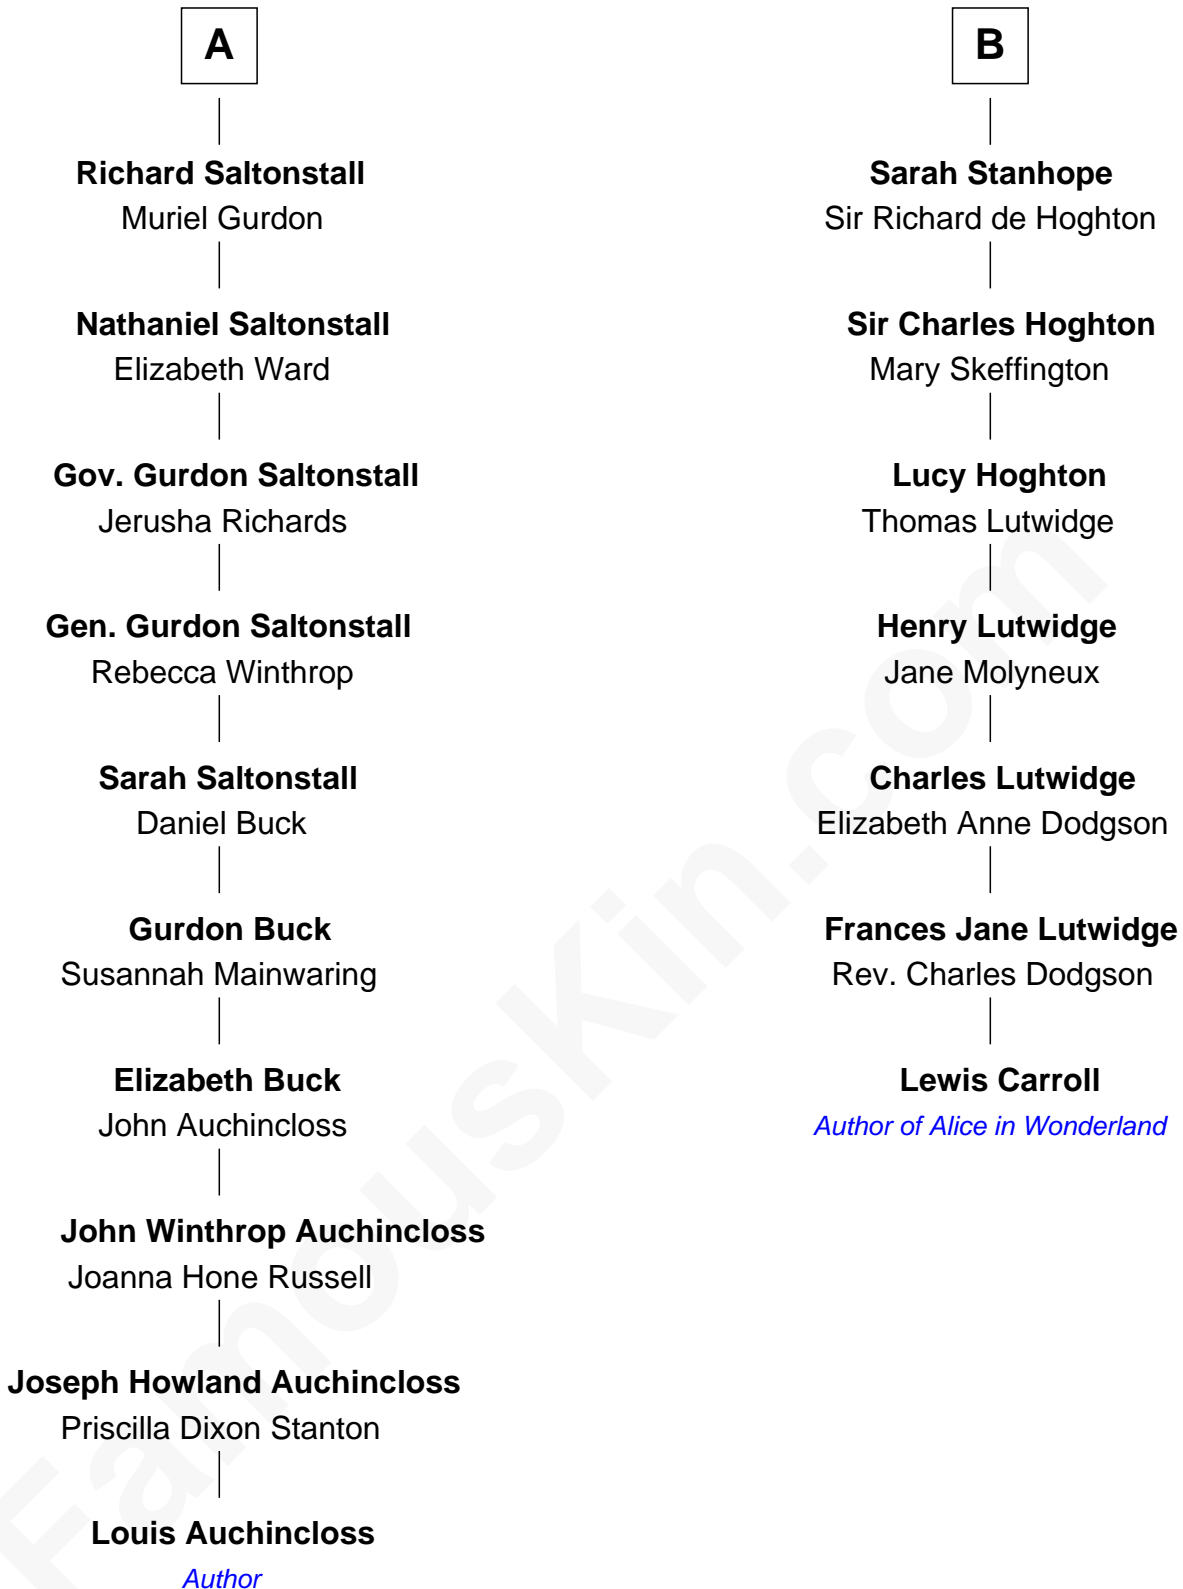 A
Richard Saltonstall
Muriel Gurdon
Nathaniel Saltonstall
Elizabeth Ward
Gov. Gurdon Saltonstall
Jerusha Richards
Gen. Gurdon Saltonstall
Rebecca Winthrop
Sarah Saltonstall
Daniel Buck
Gurdon Buck
Susannah Mainwaring
Elizabeth Buck
John Auchincloss
John Winthrop Auchincloss
Joanna Hone Russell
Joseph Howland Auchincloss
Priscilla Dixon Stanton
Louis Auchincloss
Author
B
Sarah Stanhope
Sir Richard de Hoghton
Sir Charles Hoghton
Mary Skeffington
Lucy Hoghton
Thomas Lutwidge
Henry Lutwidge
Jane Molyneux
Charles Lutwidge
Elizabeth Anne Dodgson
Frances Jane Lutwidge
Rev. Charles Dodgson
Lewis Carroll
Author of Alice in Wonderland
FamousKin.com